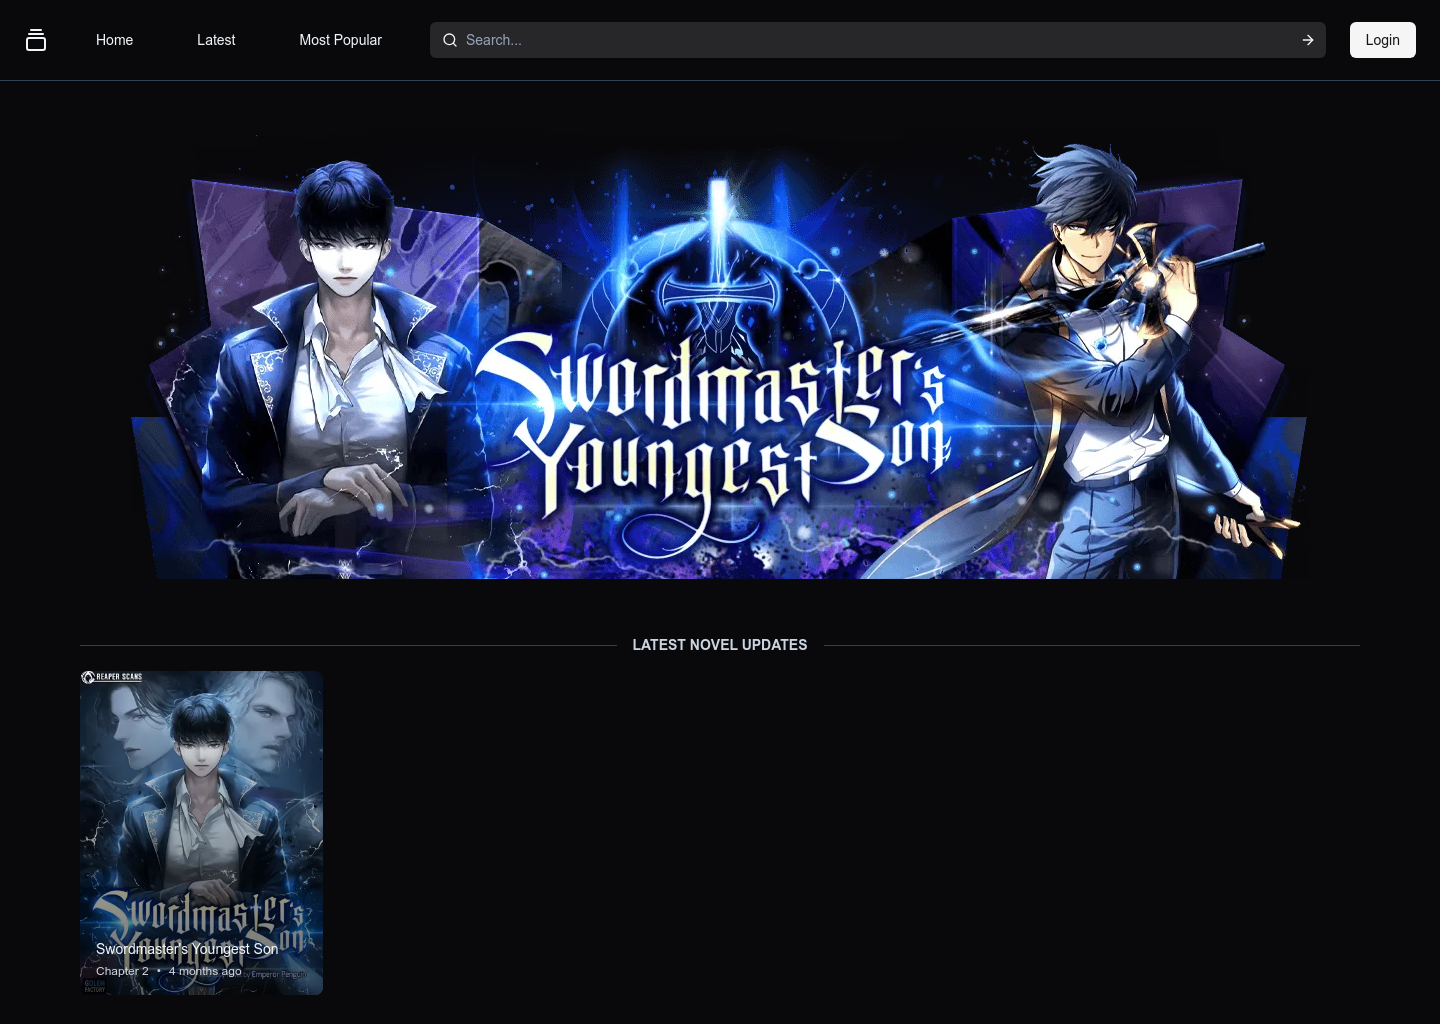 Home
Latest
Most Popular
Search...
Login
Swordmaster's
Youngest Son
LATEST NOVEL UPDATES
REAPER SCANS
Swordmaster's
Youngest Son
Swordmaster's Youngest Son
Chapter 2 • 4 months ago
by Emperor Penguin
GOLEM
FACTORY